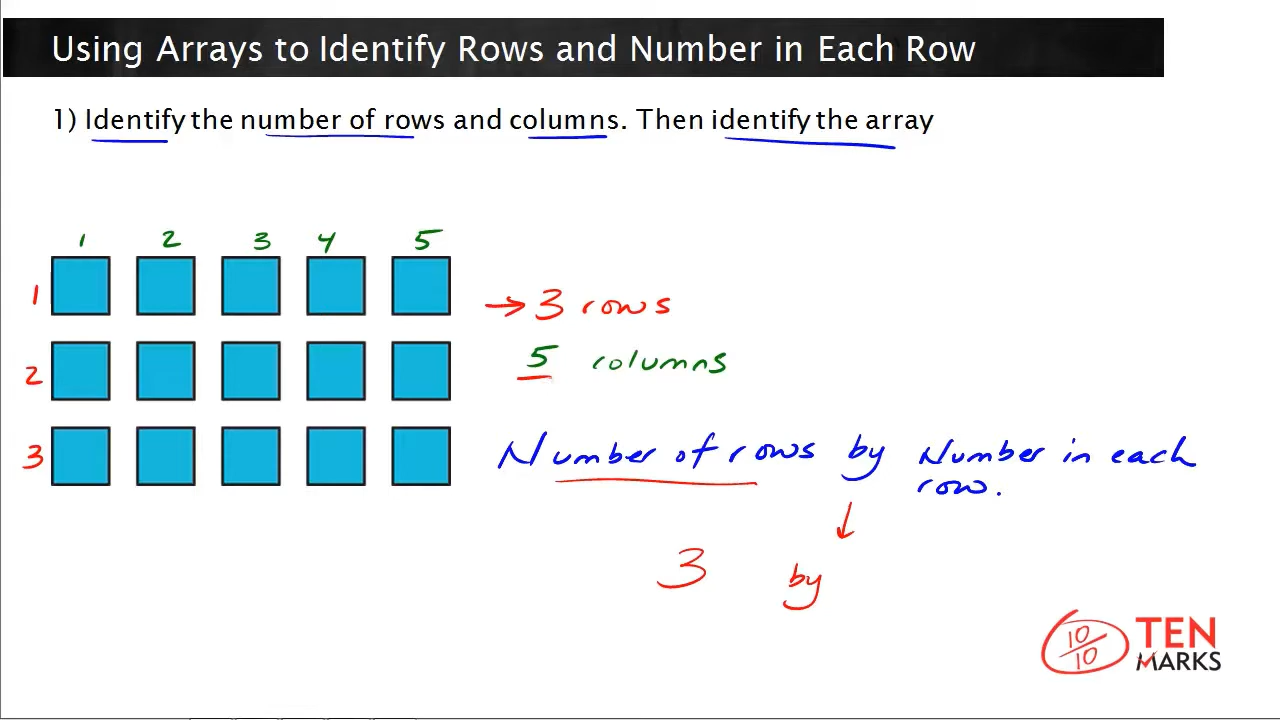 Using Arrays to Identify Rows and Number in Each Row
1) Identify the number of rows and columns. Then identify the array
1 2 3 4 5
1
→ 3 rows
2
5 columns
3
Number of rows by Number in each
row.
3 by
10/10
TEN
MARKS